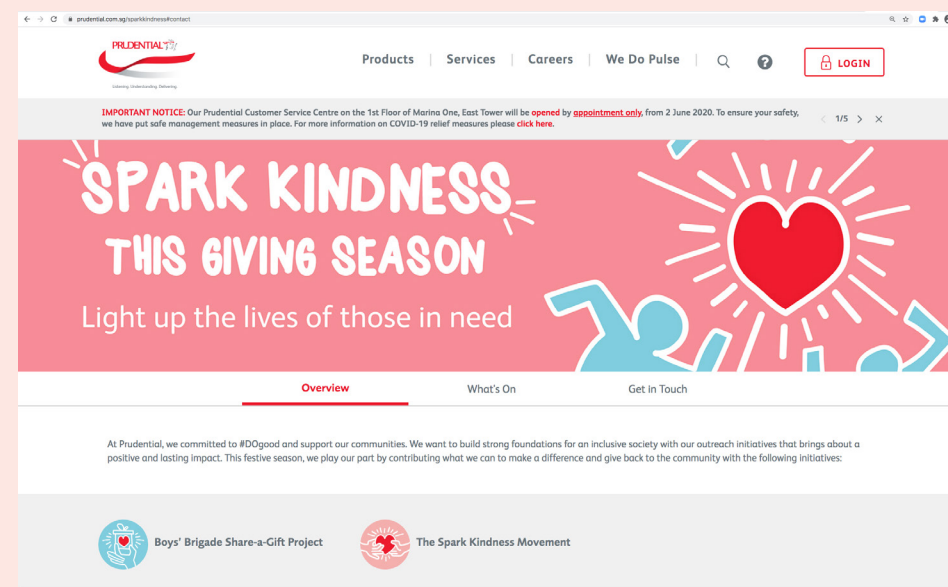 prudential.com.sg/sparkkindness#contact
PRUDENTIAL
Listening. Understanding. Delivering.
Products | Services | Careers | We Do Pulse |
LOGIN
IMPORTANT NOTICE: Our Prudential Customer Service Centre on the 1st Floor of Marina One, East Tower will be opened by appointment only, from 2 June 2020. To ensure your safety,
we have put safe management measures in place. For more information on COVID-19 relief measures please click here.
1/5
SPARK KINDNESS
THIS GIVING SEASON
Light up the lives of those in need
Overview
What's On
Get in Touch
At Prudential, we committed to #DOgood and support our communities. We want to build strong foundations for an inclusive society with our outreach initiatives that brings about a
positive and lasting impact. This festive season, we play our part by contributing what we can to make a difference and give back to the community with the following initiatives:
Boys' Brigade Share-a-Gift Project
The Spark Kindness Movement